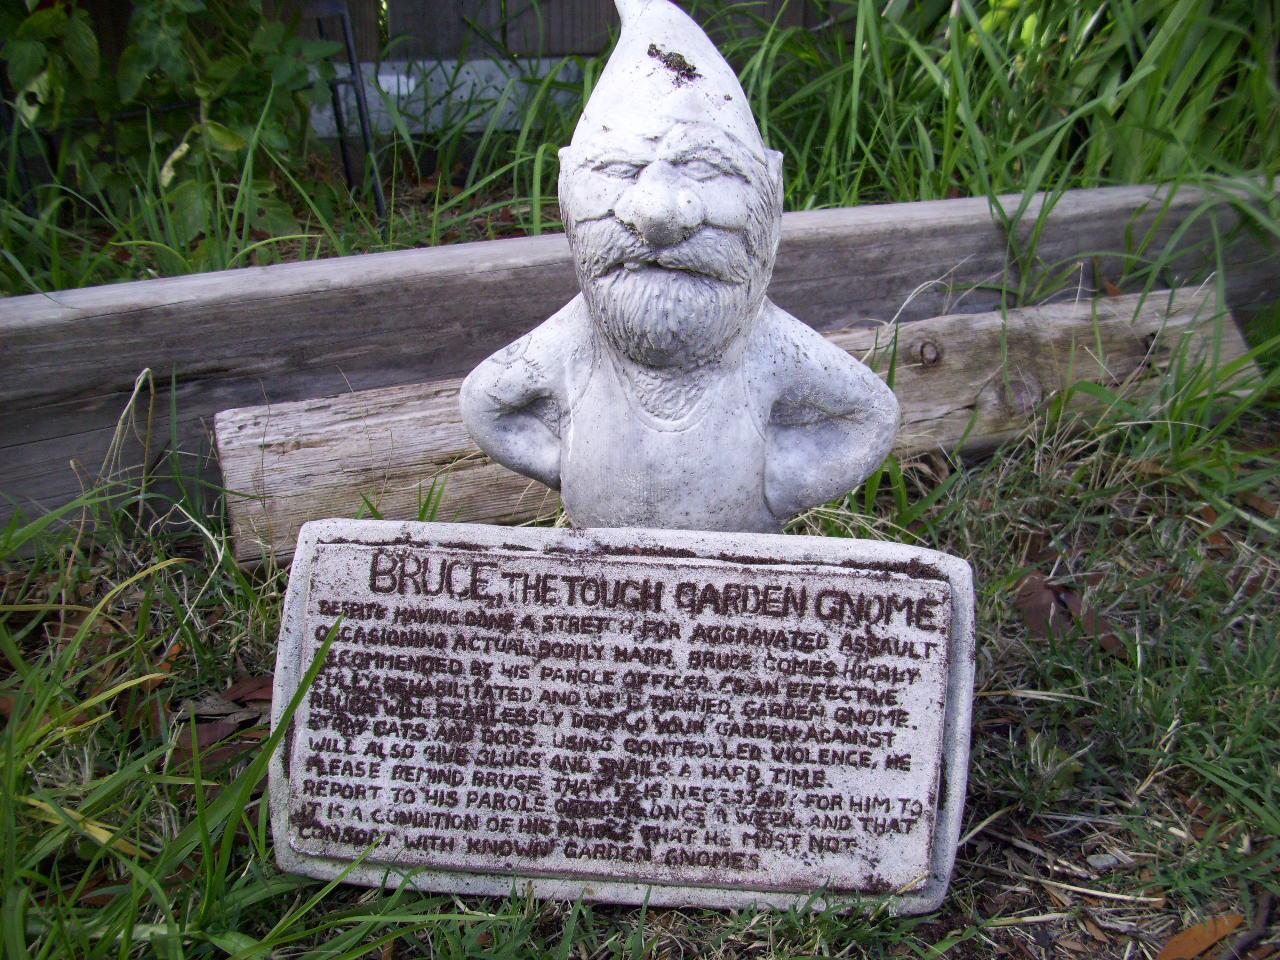 BRUCE, THE TOUGH GARDEN GNOME
DESPITE HAVING DONE A STRETCH FOR AGGRAVATED ASSAULT
OCCASIONING ACTUAL BODILY HARM, BRUCE COMES HIGHLY
RECOMMENDED BY HIS PAROLE OFFICER AS AN EFFECTIVE,
FULLY REHABILITATED AND WELL TRAINED, GARDEN GNOME.
BRUCE WILL FEARLESSLY DEFEND YOUR GARDEN AGAINST
STRAY CATS AND DOGS, USING CONTROLLED VIOLENCE, HE
WILL ALSO GIVE SLUGS AND SNAILS A HARD TIME.
PLEASE REMIND BRUCE THAT IT IS NECESSARY FOR HIM TO
REPORT TO HIS PAROLE OFFICER ONCE A WEEK, AND THAT
IT IS A CONDITION OF HIS PAROLE THAT HE MOST NOT
CONSORT WITH KNOWN GARDEN GNOMES